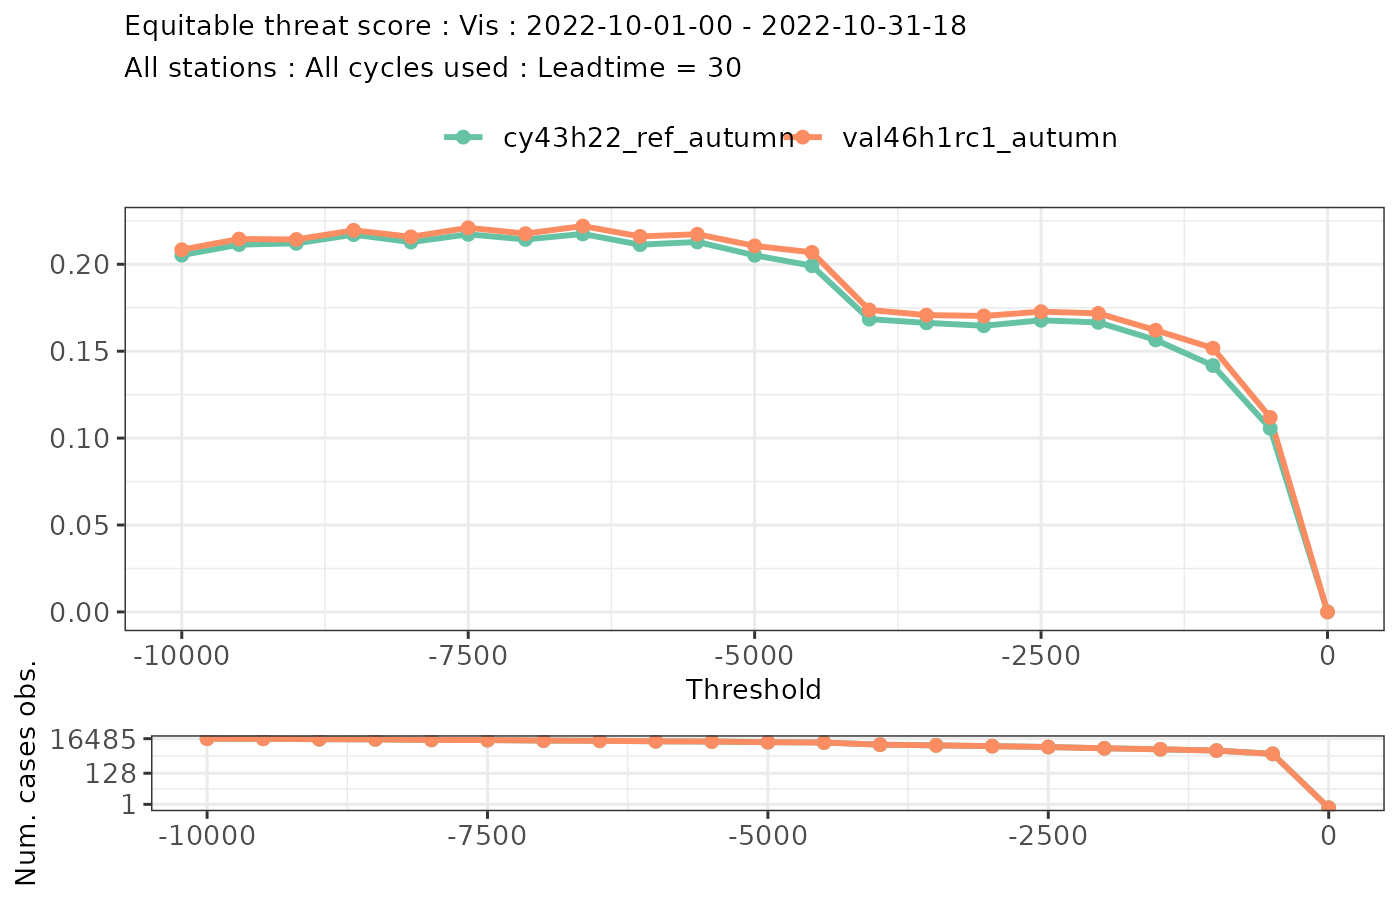 Equitable threat score : Vis : 2022-10-01-00 - 2022-10-31-18
All stations : All cycles used : Leadtime = 30
cy43h22_ref_autumn val46h1rc1_autumn
0.20
0.15
0.10
0.05
0.00
-10000 -7500 -5000 -2500 0
Threshold
Num. cases obs.
16485
128
1
-10000 -7500 -5000 -2500 0